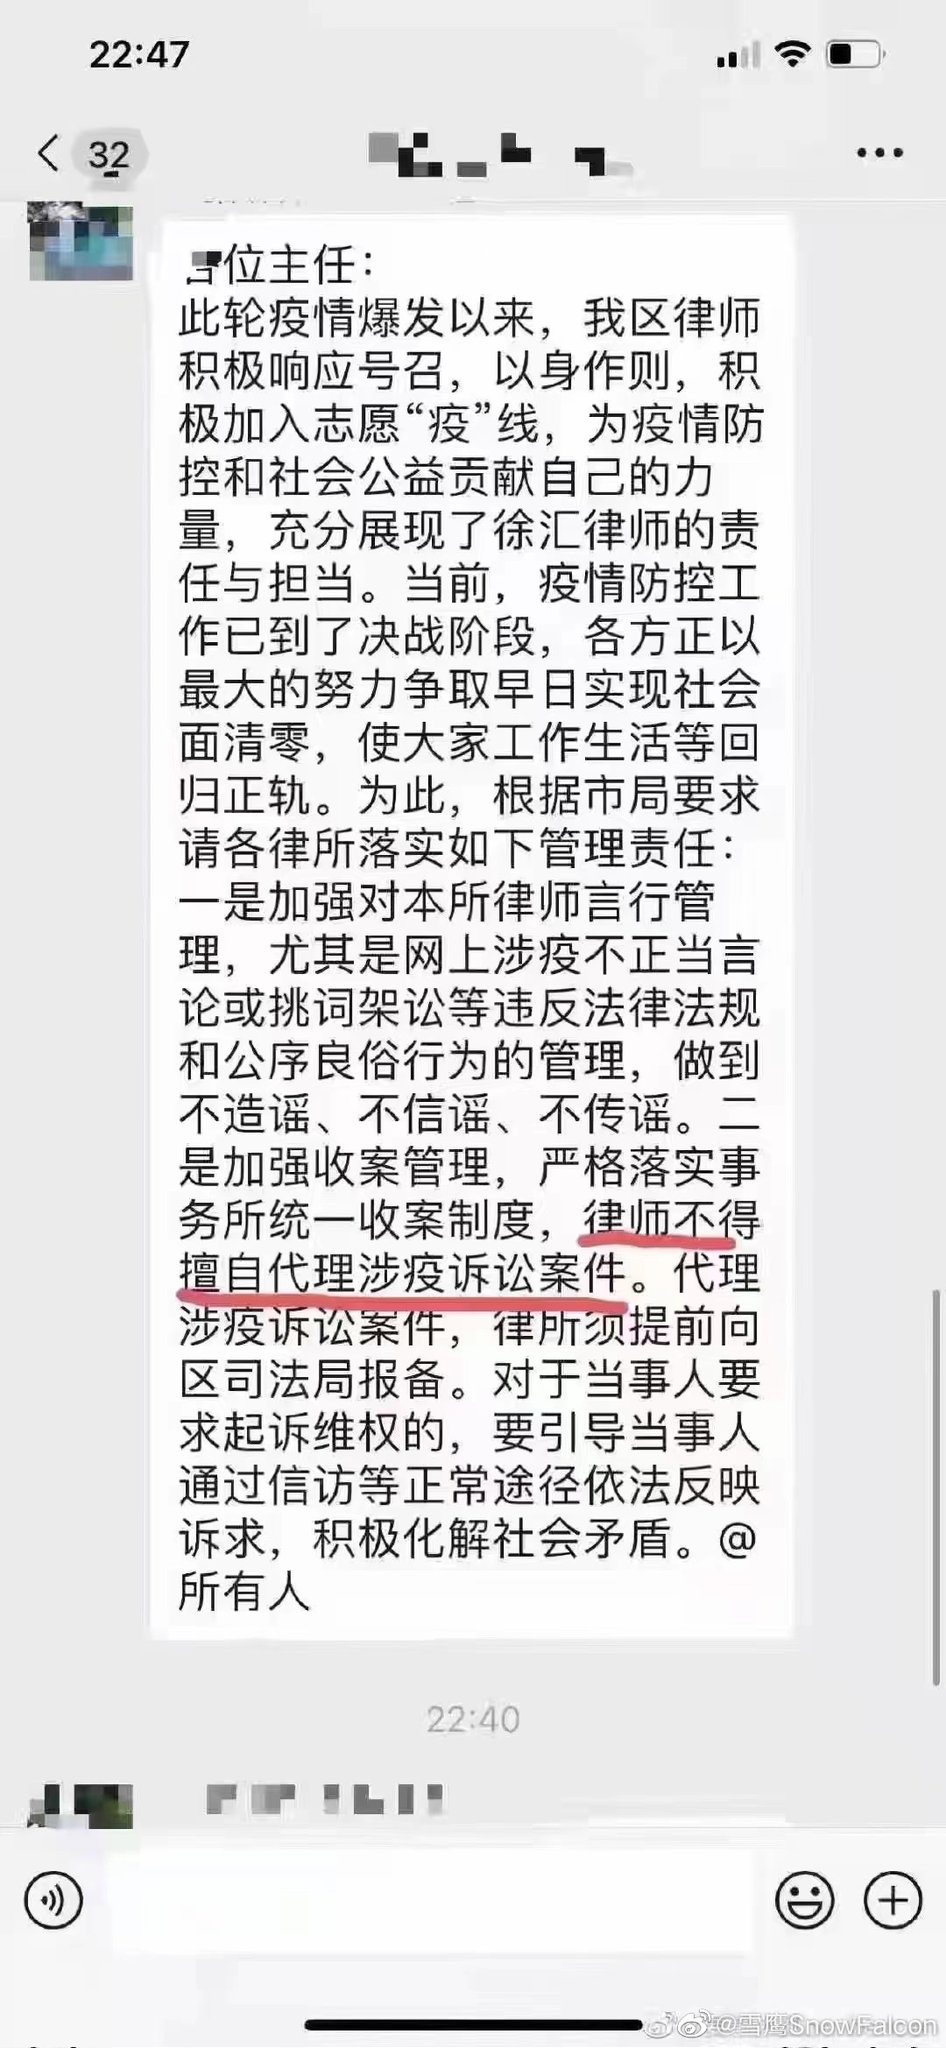 22:47
32
各位主任：
此轮疫情爆发以来，我区律师
积极响应号召，以身作则，积
极加入志愿“疫”线，为疫情防
控和社会公益贡献自己的力
量，充分展现了徐汇律师的责
任与担当。当前，疫情防控工
作已到了决战阶段，各方正以
最大的努力争取早日实现社会
面清零，使大家工作生活等回
归正轨。为此，根据市局要求
请各律所落实如下管理责任：
一是加强对本所律师言行管
理，尤其是网上涉疫不正当言
论或挑词架讼等违反法律法规
和公序良俗行为的管理，做到
不造谣、不信谣、不传谣。二
是加强收案管理，严格落实事
务所统一收案制度，律师不得
擅自代理涉疫诉讼案件。代理
涉疫诉讼案件，律所须提前向
区司法局报备。对于当事人要
求起诉维权的，要引导当事人
通过信访等正常途径依法反映
诉求，积极化解社会矛盾。@
所有人
22:40
@雪鹰SnowFalcon